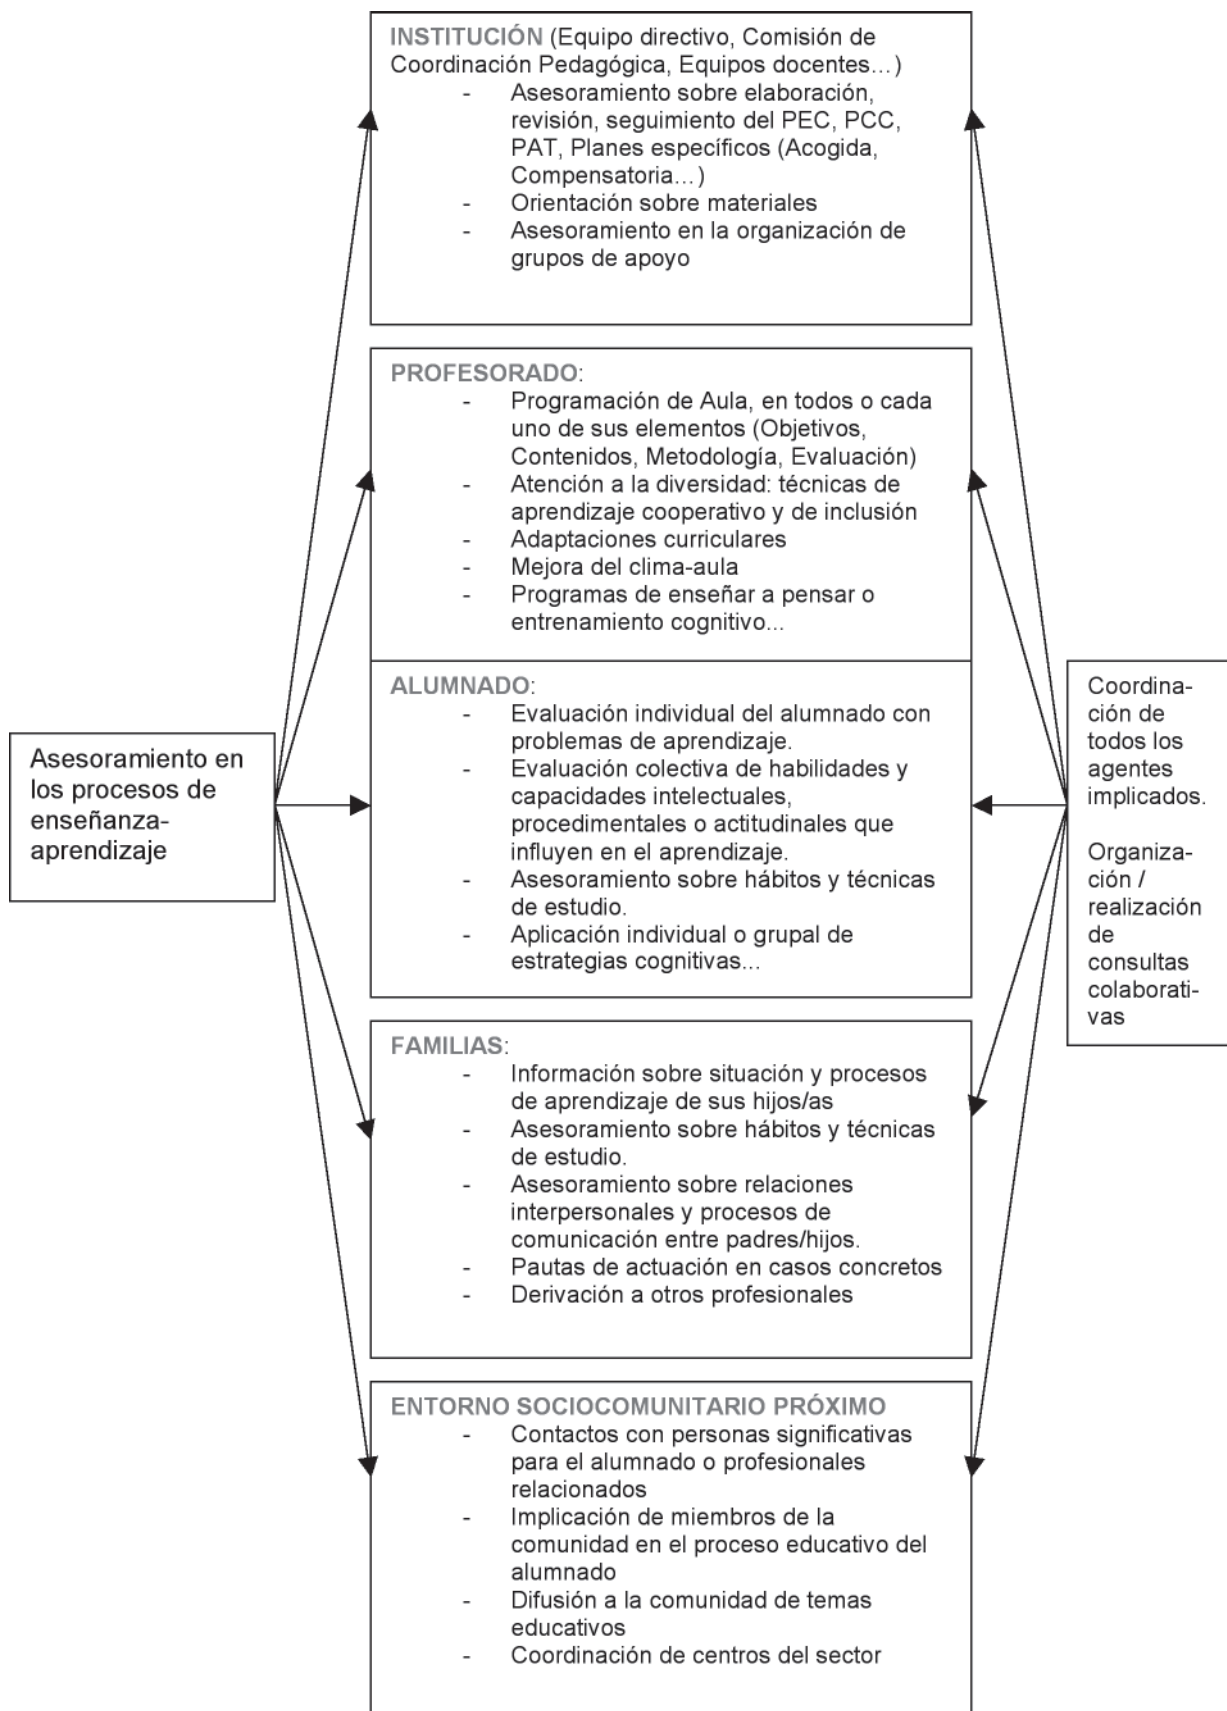 INSTITUCIÓN (Equipo directivo, Comisión de
Coordinación Pedagógica, Equipos docentes...)
- Asesoramiento sobre elaboración,
revisión, seguimiento del PEC, PCC,
PAT, Planes específicos (Acogida,
Compensatoria...)
- Orientación sobre materiales
- Asesoramiento en la organización de
grupos de apoyo
PROFESORADO:
- Programación de Aula, en todos o cada
uno de sus elementos (Objetivos,
Contenidos, Metodología, Evaluación)
- Atención a la diversidad: técnicas de
aprendizaje cooperativo y de inclusión
- Adaptaciones curriculares
- Mejora del clima-aula
- Programas de enseñar a pensar o
entrenamiento cognitivo...
Asesoramiento en
los procesos de
enseñanza-
aprendizaje
ALUMNADO:
- Evaluación individual del alumnado con
problemas de aprendizaje.
- Evaluación colectiva de habilidades y
capacidades intelectuales,
procedimentales o actitudinales que
influyen en el aprendizaje.
- Asesoramiento sobre hábitos y técnicas
de estudio.
- Aplicación individual o grupal de
estrategias cognitivas...
Coordina-
ción de
todos los
agentes
implicados.
Organiza-
ción /
realización
de
consultas
colaborati-
vas
FAMILIAS:
- Información sobre situación y procesos
de aprendizaje de sus hijos/as
- Asesoramiento sobre hábitos y técnicas
de estudio.
- Asesoramiento sobre relaciones
interpersonales y procesos de
comunicación entre padres/hijos.
- Pautas de actuación en casos concretos
- Derivación a otros profesionales
ENTORNO SOCIOCOMUNITARIO PRÓXIMO
- Contactos con personas significativas
para el alumnado o profesionales
relacionados
- Implicación de miembros de la
comunidad en el proceso educativo del
alumnado
- Difusión a la comunidad de temas
educativos
- Coordinación de centros del sector